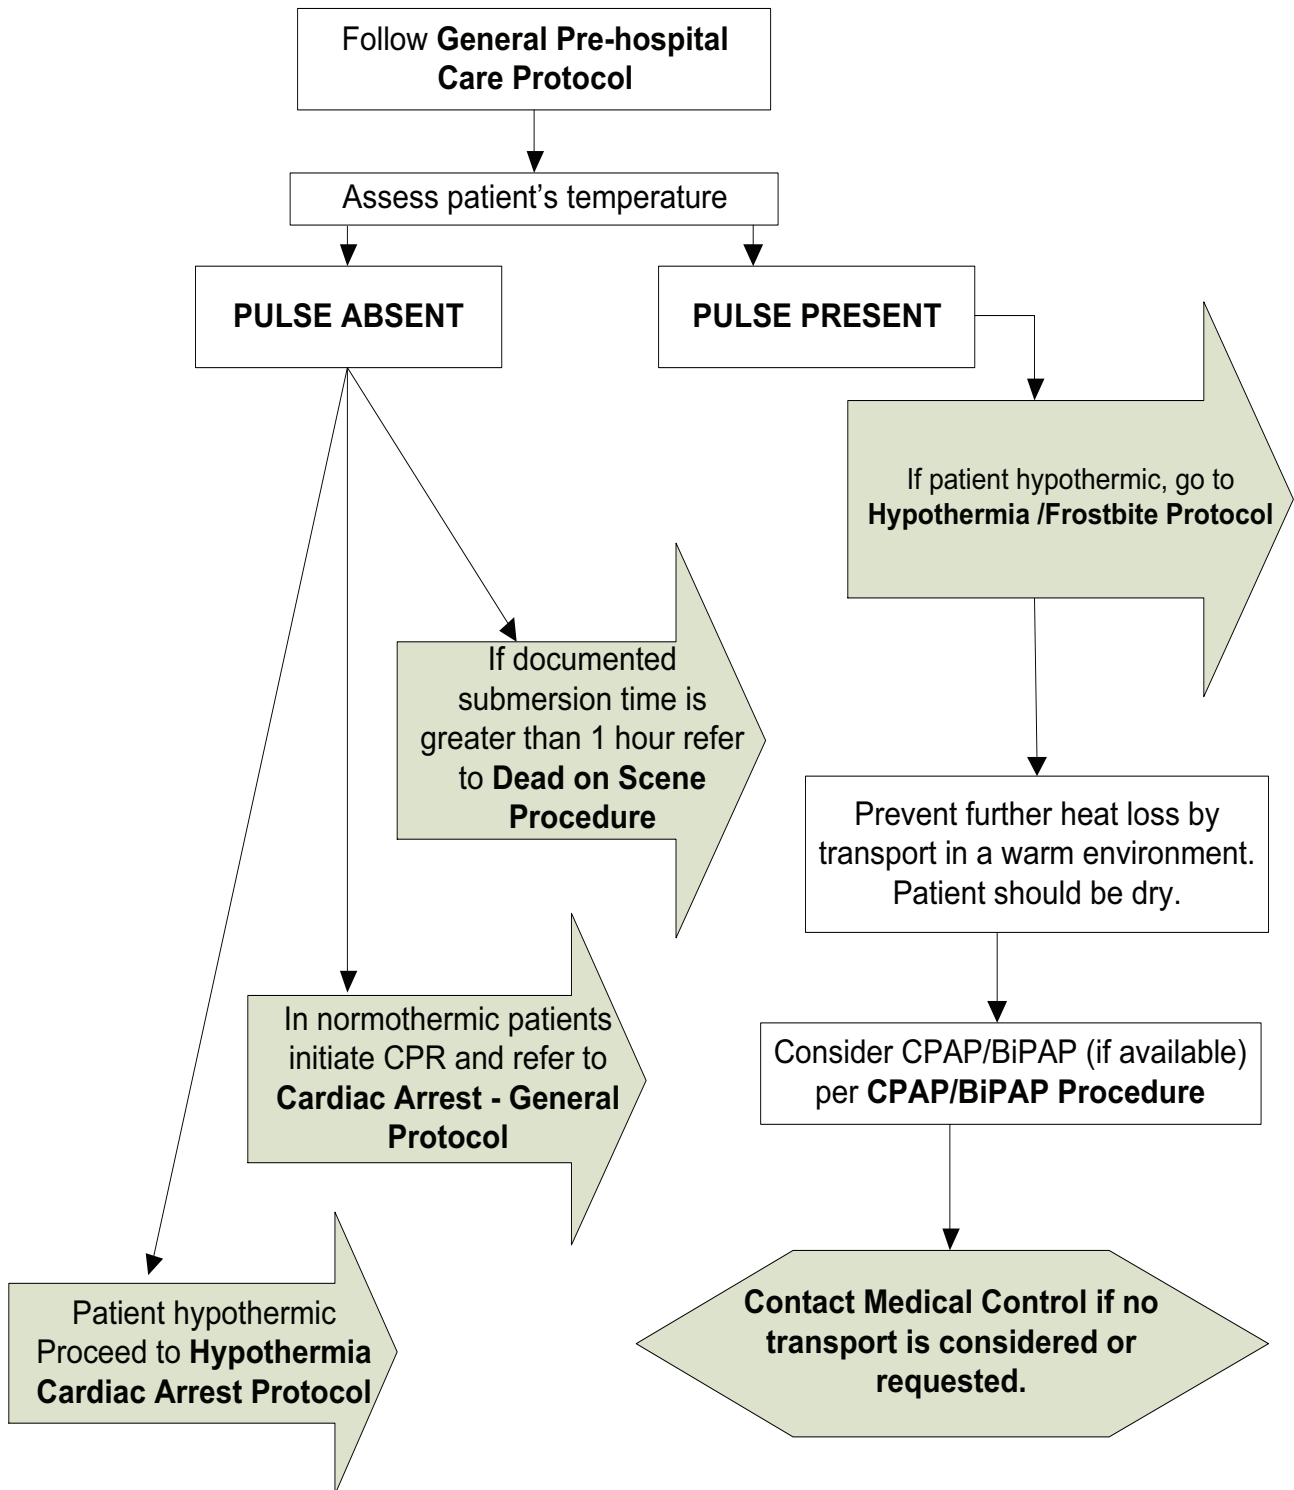 Follow General Pre-hospital
Care Protocol
Assess patient’s temperature
PULSE ABSENT
PULSE PRESENT
If patient hypothermic, go to
Hypothermia /Frostbite Protocol
If documented
submersion time is
greater than 1 hour refer
to Dead on Scene
Procedure
Prevent further heat loss by
transport in a warm environment.
Patient should be dry.
In normothermic patients
initiate CPR and refer to
Cardiac Arrest - General
Protocol
Consider CPAP/BiPAP (if available)
per CPAP/BiPAP Procedure
Patient hypothermic
Proceed to Hypothermia
Cardiac Arrest Protocol
Contact Medical Control if no
transport is considered or
requested.